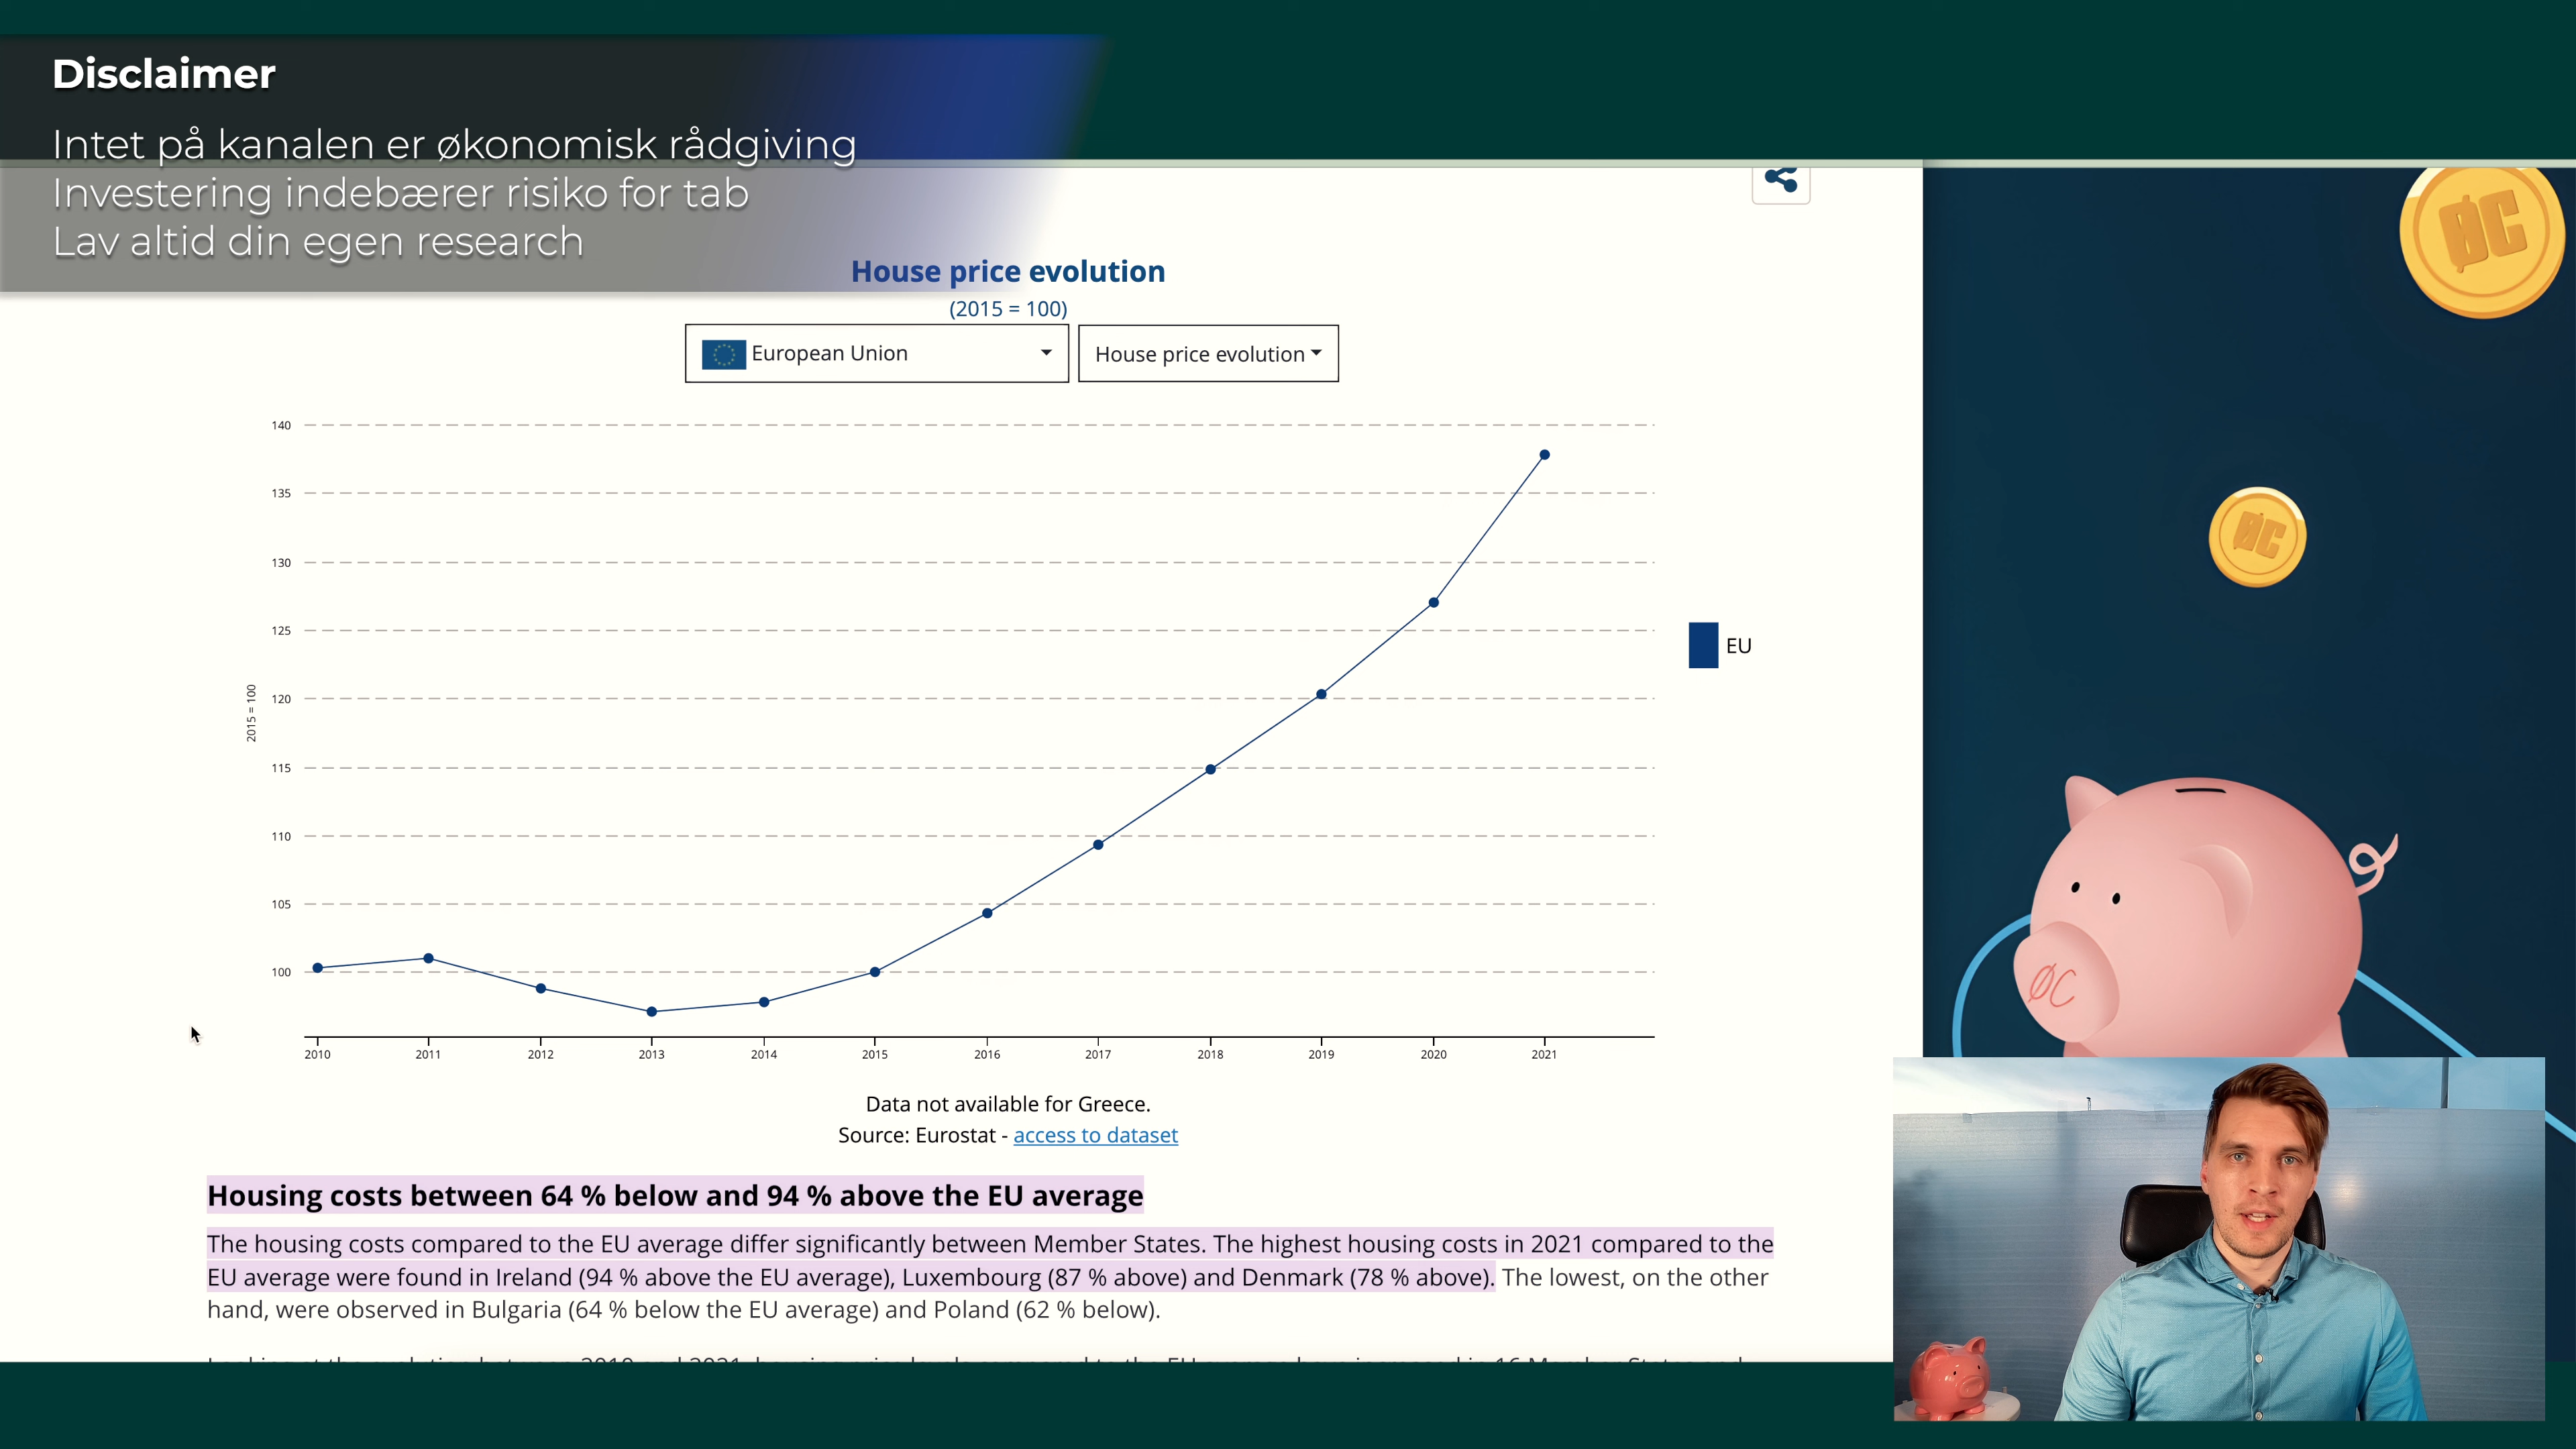 Disclaimer
Intet på kanalen er økonomisk rådgiving
Investering indebærer risiko for tab
Lav altid din egen research
House price evolution
(2015 = 100)
European Union
House price evolution
140
135
130
125
120
115
110
105
100
2015 = 100
2010 2011 2012 2013 2014 2015 2016 2017 2018 2019 2020 2021
EU
Data not available for Greece.
Source: Eurostat - access to dataset
Housing costs between 64 % below and 94 % above the EU average
The housing costs compared to the EU average differ significantly between Member States. The highest housing costs in 2021 compared to the
EU average were found in Ireland (94 % above the EU average), Luxembourg (87 % above) and Denmark (78 % above). The lowest, on the other
hand, were observed in Bulgaria (64 % below the EU average) and Poland (62 % below).
ØC
ØC
ØC